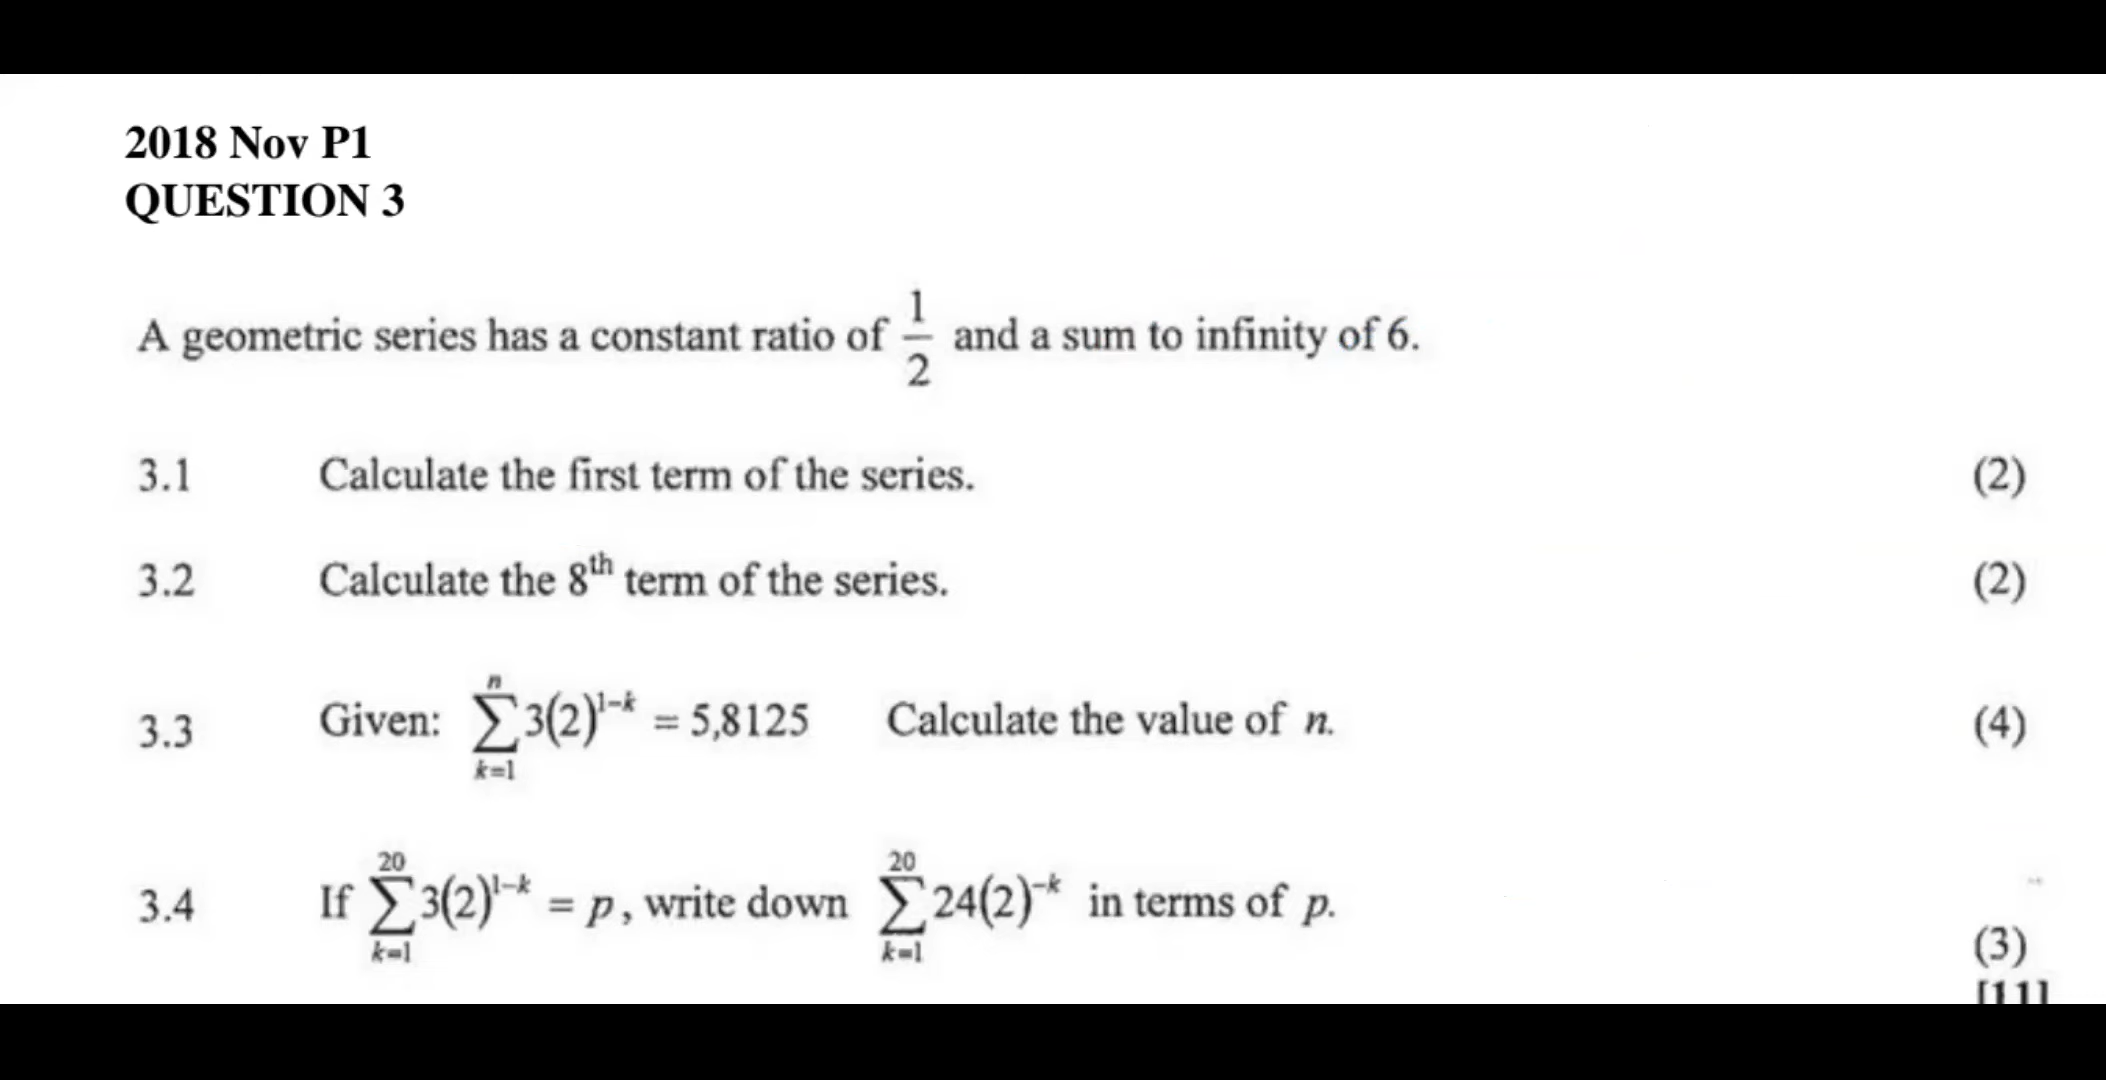 2018 Nov P1
QUESTION 3
A geometric series has a constant ratio of 1/2 and a sum to infinity of 6.
3.1 Calculate the first term of the series. (2)
3.2 Calculate the 8th term of the series. (2)
3.3 Given: ∑_{k=1}^{n} 3(2)^{1-k} = 5,8125 Calculate the value of n. (4)
3.4 If ∑_{k=1}^{20} 3(2)^{1-k} = p, write down ∑_{k=1}^{20} 24(2)^{-k} in terms of p. (3)
[11]